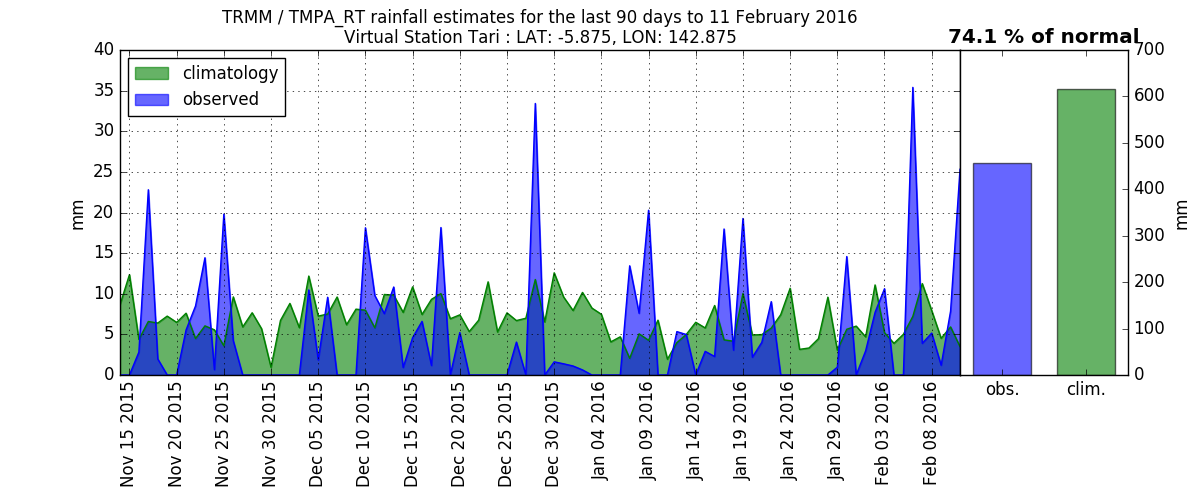 TRMM / TMPA_RT rainfall estimates for the last 90 days to 11 February 2016
Virtual Station Tari : LAT: -5.875, LON: 142.875
74.1 % of normal
climatology
observed
mm
40
35
30
25
20
15
10
5
0
Nov 15 2015
Nov 20 2015
Nov 25 2015
Nov 30 2015
Dec 05 2015
Dec 10 2015
Dec 15 2015
Dec 20 2015
Dec 25 2015
Dec 30 2015
Jan 04 2016
Jan 09 2016
Jan 14 2016
Jan 19 2016
Jan 24 2016
Jan 29 2016
Feb 03 2016
Feb 08 2016
obs.
clim.
700
600
500
400
300
200
100
0
mm